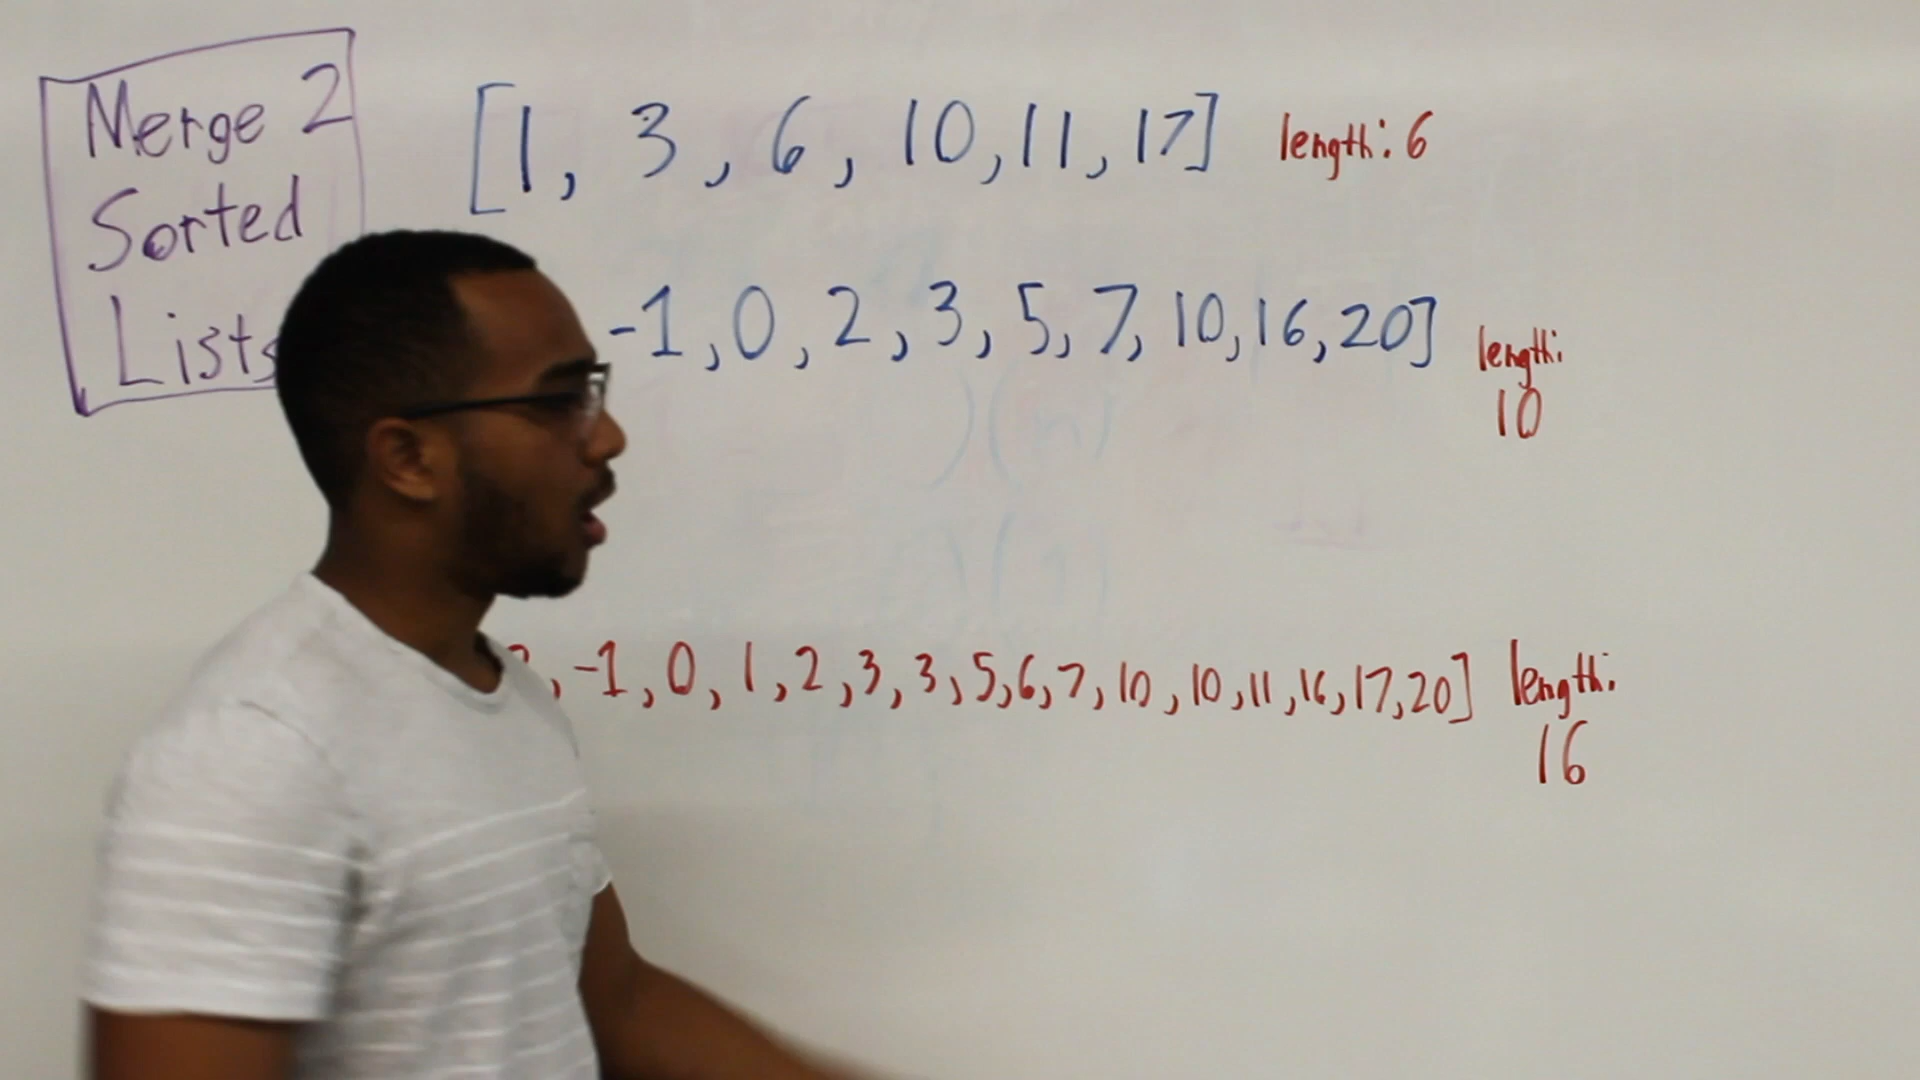 Merge 2
Sorted
Lists
[1, 3, 6, 10, 11, 17] length: 6
-1, 0, 2, 3, 5, 7, 10, 16, 20] length:
10
, -1, 0, 1, 2, 3, 3, 5, 6, 7, 10, 10, 11, 16, 17, 20] length:
16